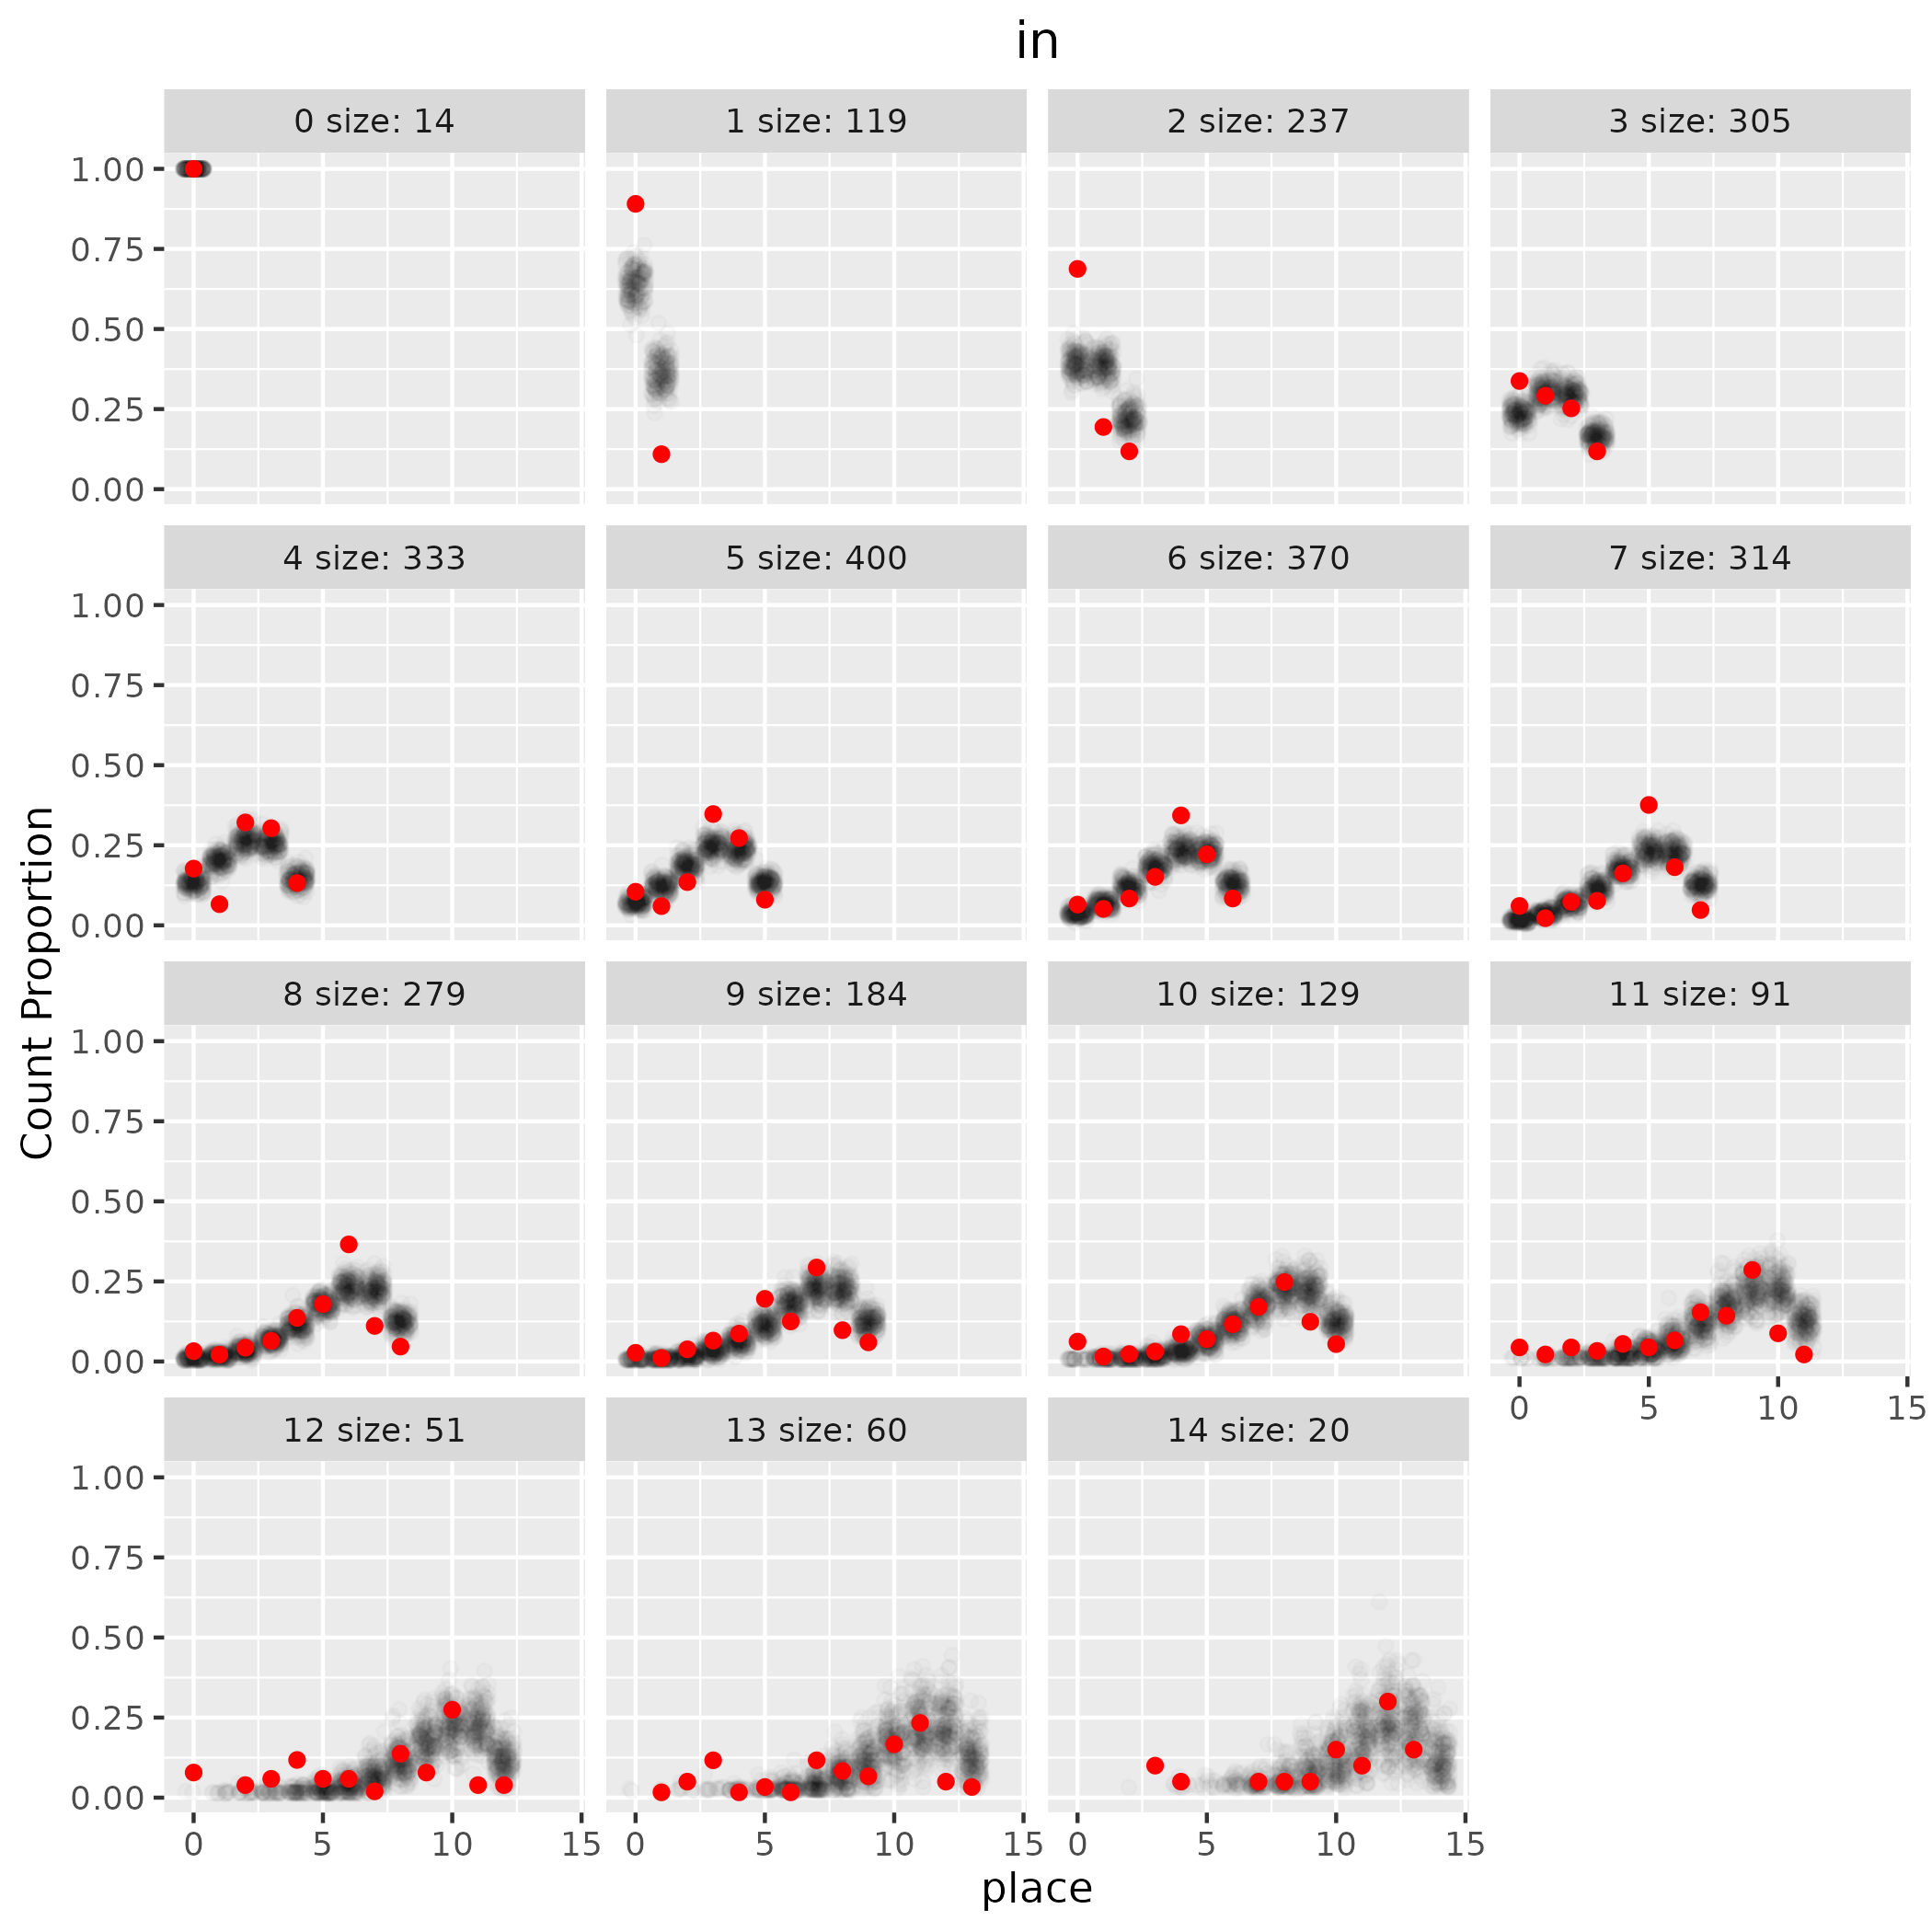 in
0 size: 14
1 size: 119
2 size: 237
3 size: 305
1.00
0.75
0.50
0.25
0.00
4 size: 333
5 size: 400
6 size: 370
7 size: 314
1.00
0.75
0.50
0.25
0.00
Count Proportion
8 size: 279
9 size: 184
10 size: 129
11 size: 91
1.00
0.75
0.50
0.25
0.00
0 5 10 15
12 size: 51
13 size: 60
14 size: 20
1.00
0.75
0.50
0.25
0.00
0 5 10 15
0 5 10 15
0 5 10 15
place